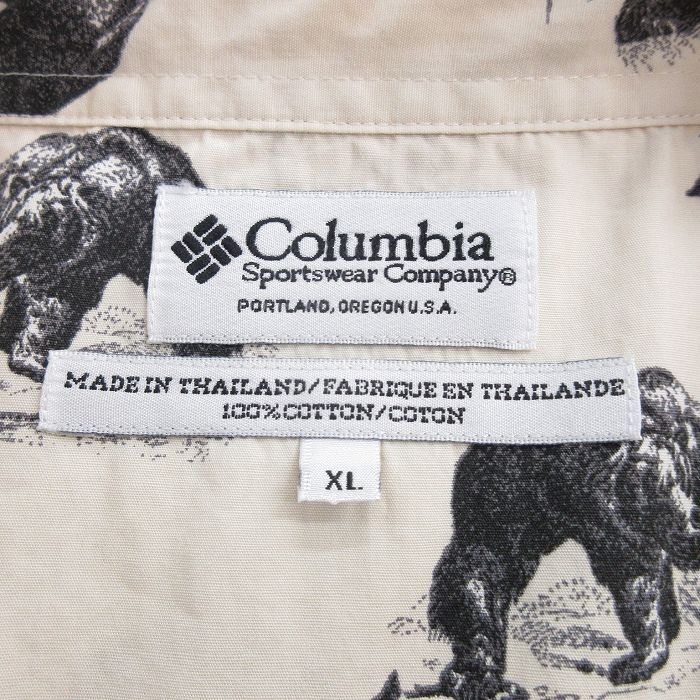 Columbia
Sportswear Company®
PORTLAND, OREGON U.S.A.
MADE IN THAILAND/FABRIQUE EN THAILANDE
100% COTTON/COTON
XL